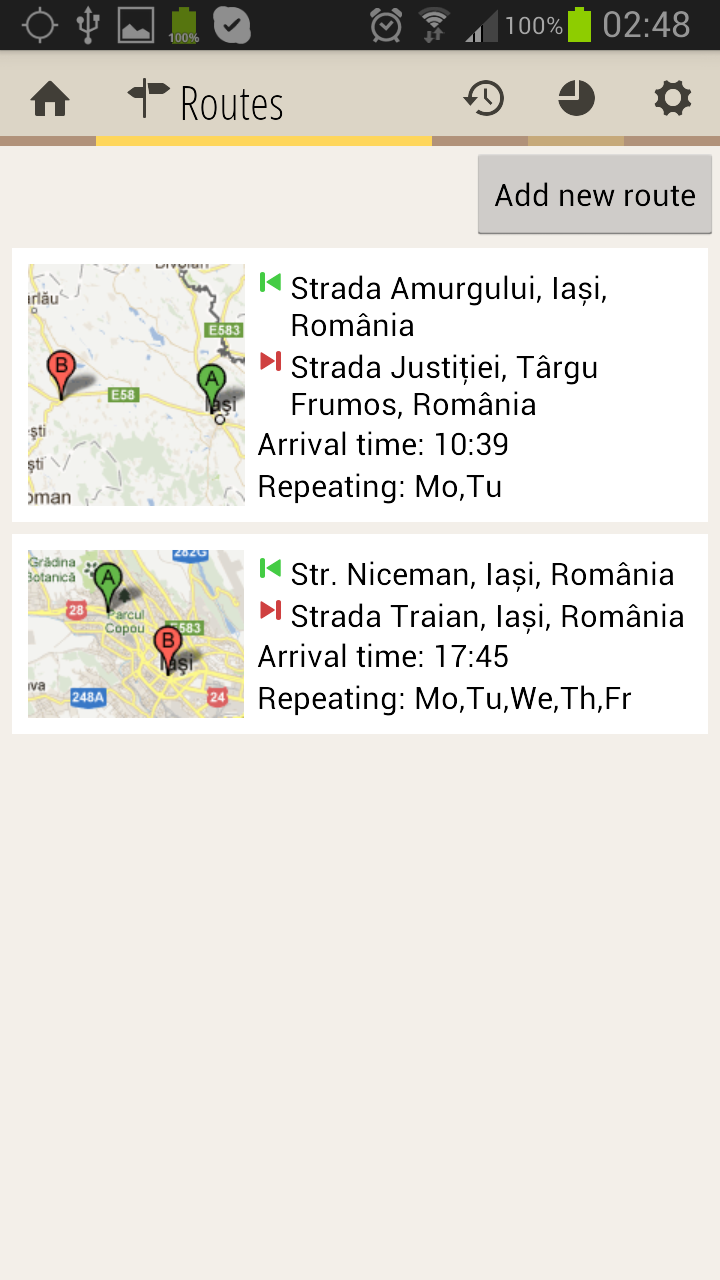 100% 100% 02:48
Routes
Add new route
Divolari
E583
E58
B
A
Iași
ești
ști
oman
Strada Amurgului, Iași,
România
Strada Justiției, Târgu
Frumos, România
Arrival time: 10:39
Repeating: Mo,Tu
282G
Grădina
Botanică
A
28
Parcul
Copou
E583
B
Iași
va
248A
24
Str. Niceman, Iași, România
Strada Traian, Iași, România
Arrival time: 17:45
Repeating: Mo,Tu,We,Th,Fr